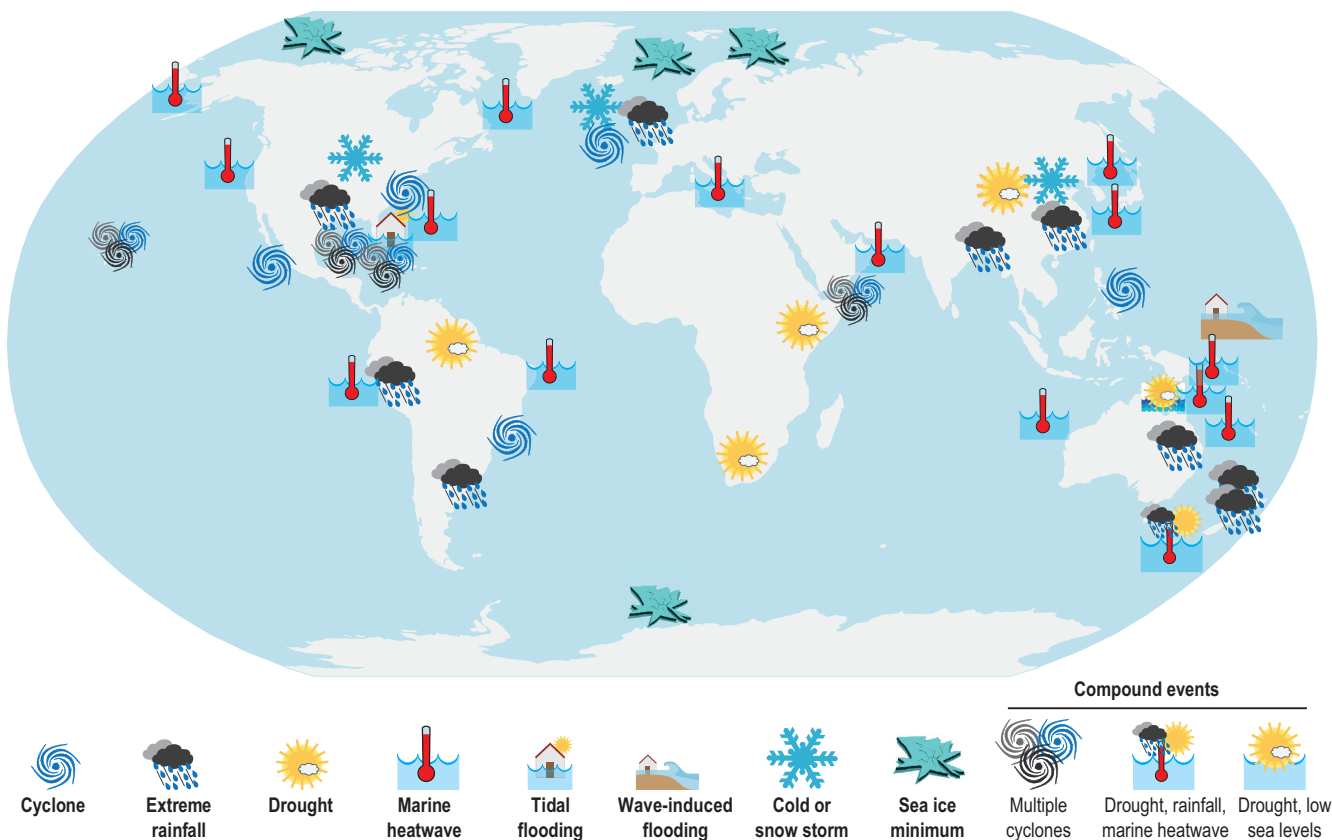 Compound events
Cyclone
Extreme
rainfall
Drought
Marine
heatwave
Tidal
flooding
Wave-induced
flooding
Cold or
snow storm
Sea ice
minimum
Multiple
cyclones
Drought, rainfall,
marine heatwave
Drought, low
sea levels